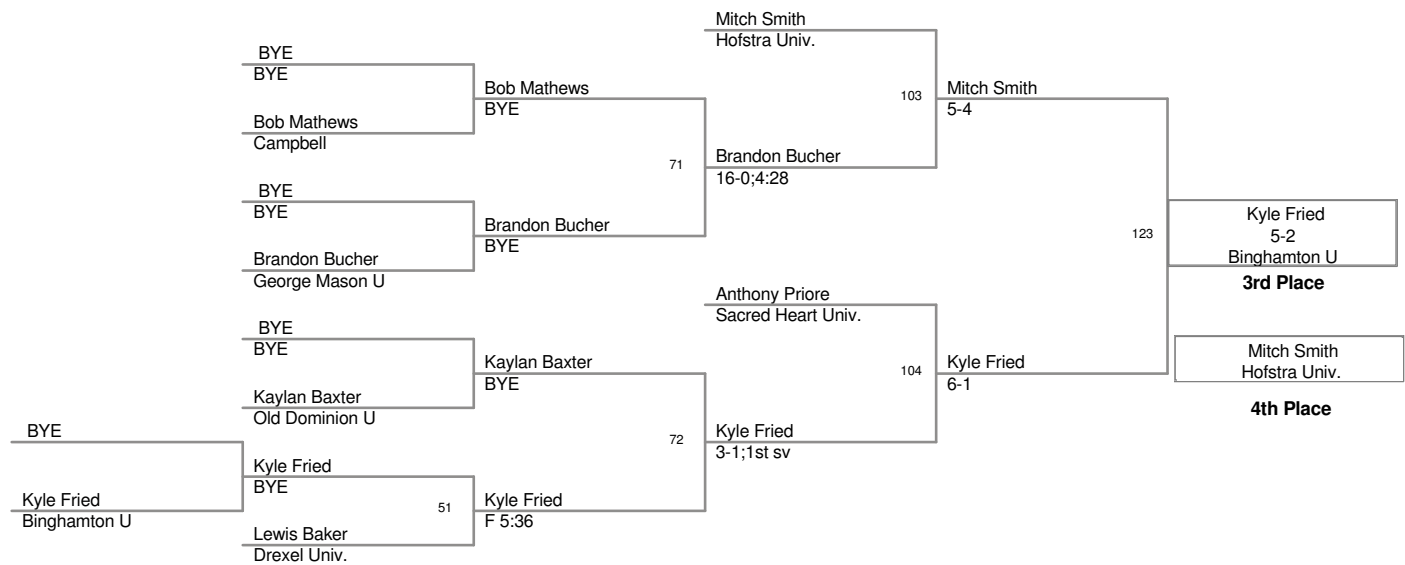 Mitch Smith
Hofstra Univ.
BYE
BYE
Bob Mathews
BYE
103
Mitch Smith
5-4
Bob Mathews
Campbell
71
Brandon Bucher
16-0;4:28
BYE
BYE
Brandon Bucher
BYE
123
Kyle Fried
5-2
Binghamton U
3rd Place
Brandon Bucher
George Mason U
Anthony Priore
Sacred Heart Univ.
BYE
BYE
Kaylan Baxter
BYE
104
Kyle Fried
6-1
Mitch Smith
Hofstra Univ.
4th Place
Kaylan Baxter
Old Dominion U
BYE
72
Kyle Fried
3-1;1st sv
Kyle Fried
BYE
Kyle Fried
Binghamton U
51
Kyle Fried
F 5:36
Lewis Baker
Drexel Univ.